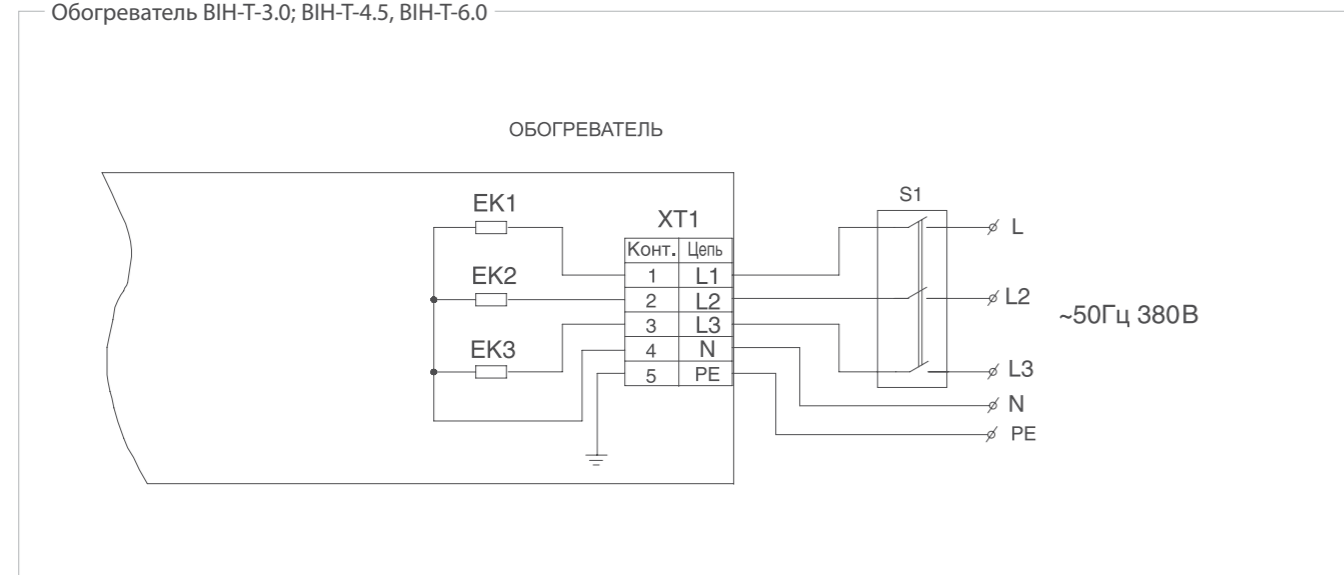 Обогреватель BIH-T-3.0; BIH-T-4.5, BIH-T-6.0
ОБОГРЕВАТЕЛЬ
EK1
EK2
EK3
XT1
Конт. Цепь
1 L1
2 L2
3 L3
4 N
5 PE
S1
L
L2
L3
N
PE
~50Гц 380В